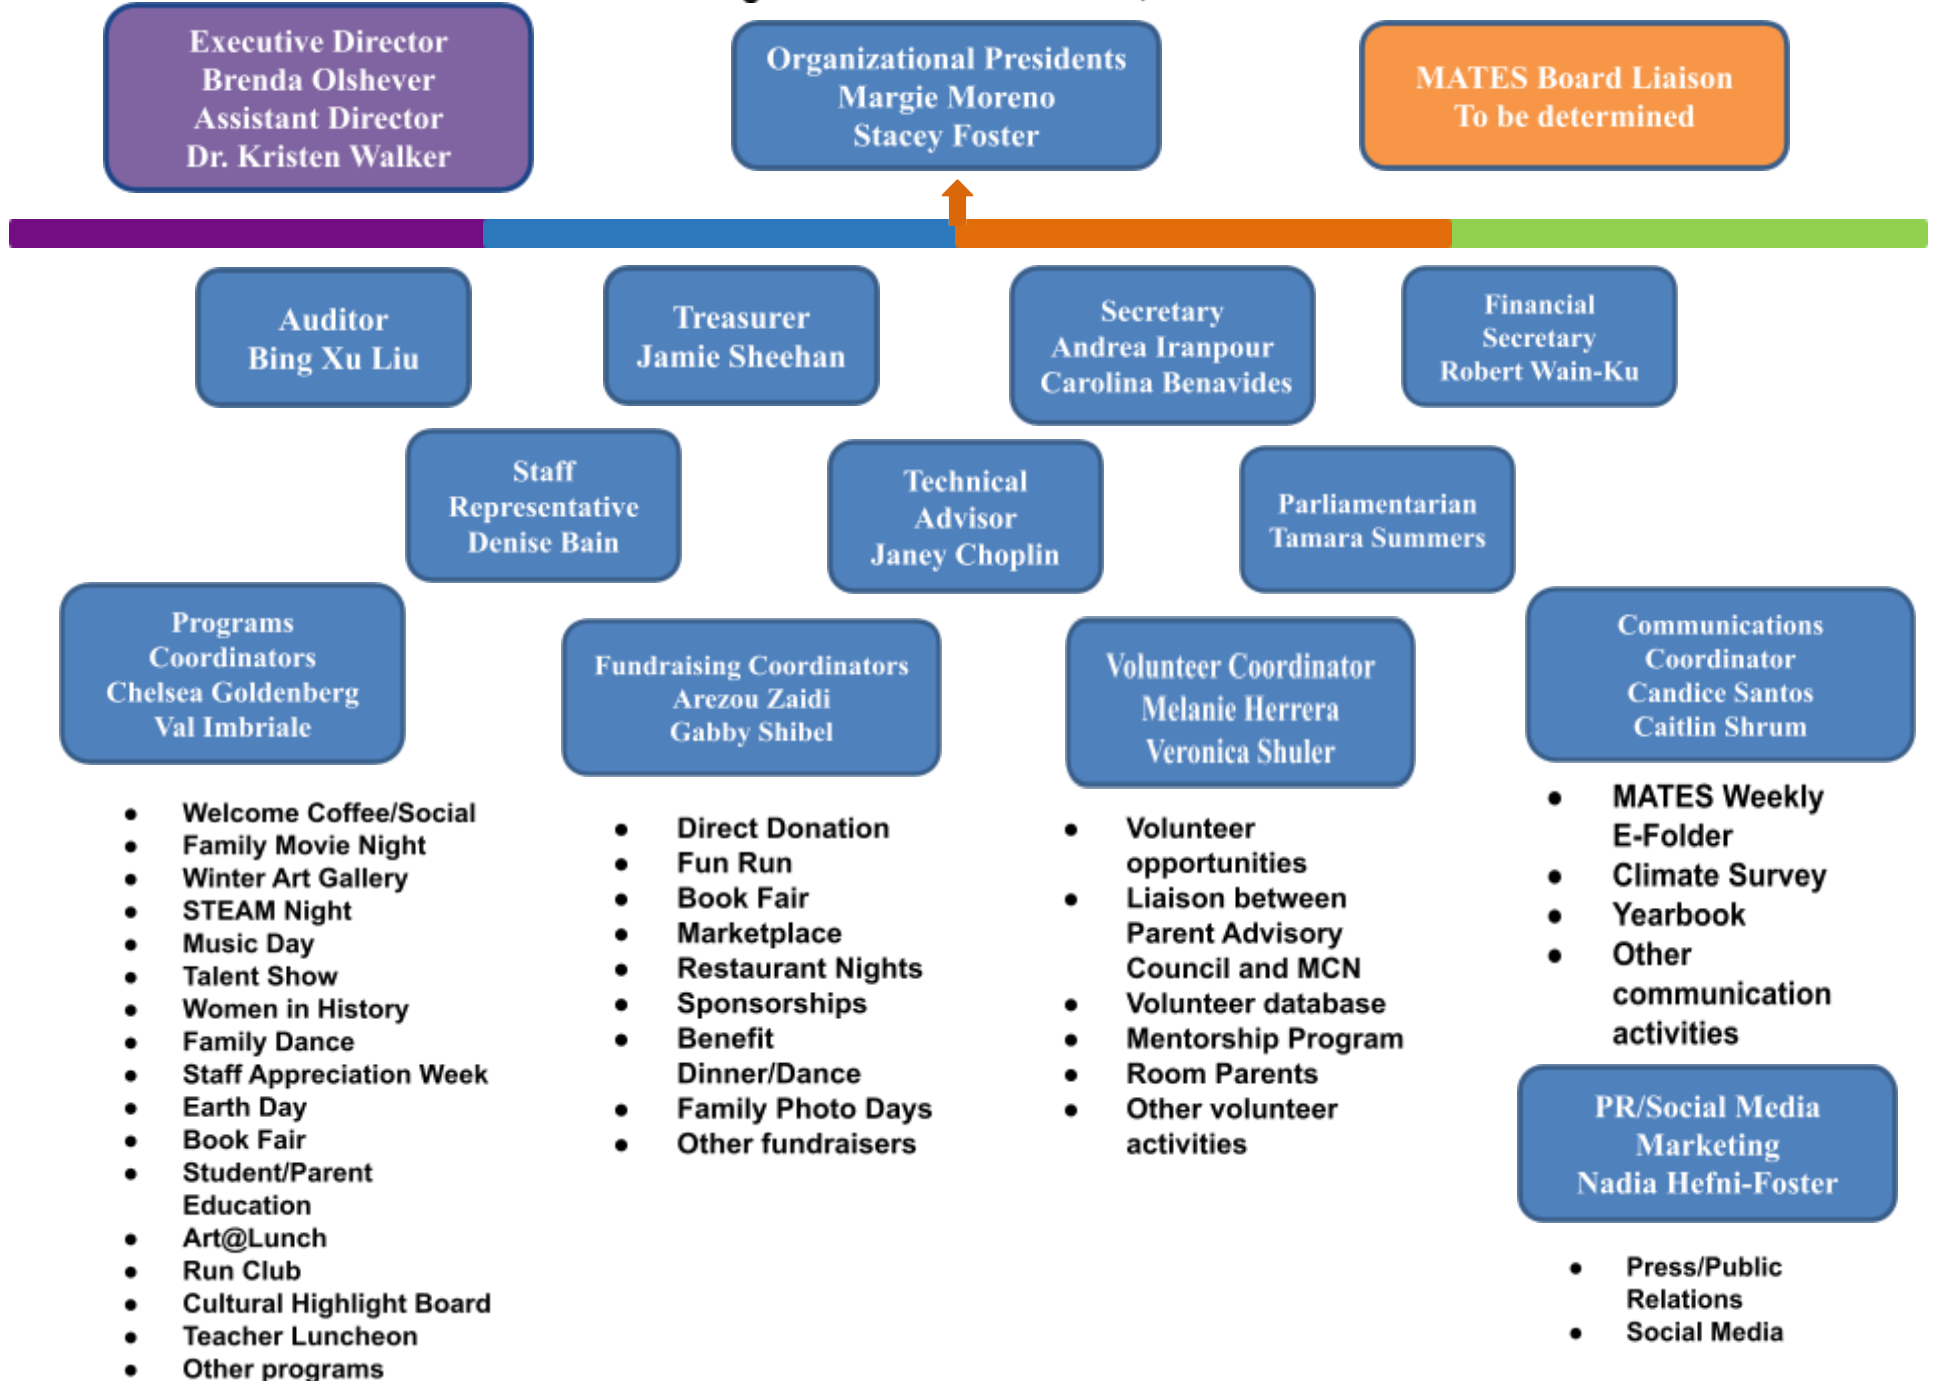 Executive Director
Brenda Olshever
Assistant Director
Dr. Kristen Walker
Organizational Presidents
Margie Moreno
Stacey Foster
MATES Board Liaison
To be determined
Auditor
Bing Xu Liu
Treasurer
Jamie Sheehan
Secretary
Andrea Iranpour
Carolina Benavides
Financial
Secretary
Robert Wain-Ku
Staff
Representative
Denise Bain
Technical
Advisor
Janey Choplin
Parliamentarian
Tamara Summers
Programs
Coordinators
Chelsea Goldenberg
Val Imbriale
● Welcome Coffee/Social
● Family Movie Night
● Winter Art Gallery
● STEAM Night
● Music Day
● Talent Show
● Women in History
● Family Dance
● Staff Appreciation Week
● Earth Day
● Book Fair
● Student/Parent
Education
● Art@Lunch
● Run Club
● Cultural Highlight Board
● Teacher Luncheon
● Other programs
Fundraising Coordinators
Arezou Zaidi
Gabby Shibel
● Direct Donation
● Fun Run
● Book Fair
● Marketplace
● Restaurant Nights
● Sponsorships
● Benefit
Dinner/Dance
● Family Photo Days
● Other fundraisers
Volunteer Coordinator
Melanie Herrera
Veronica Shuler
● Volunteer
opportunities
● Liaison between
Parent Advisory
Council and MCN
● Volunteer database
● Mentorship Program
● Room Parents
● Other volunteer
activities
Communications
Coordinator
Candice Santos
Caitlin Shrum
● MATES Weekly
E-Folder
● Climate Survey
● Yearbook
● Other
communication
activities
PR/Social Media
Marketing
Nadia Hefni-Foster
● Press/Public
Relations
● Social Media